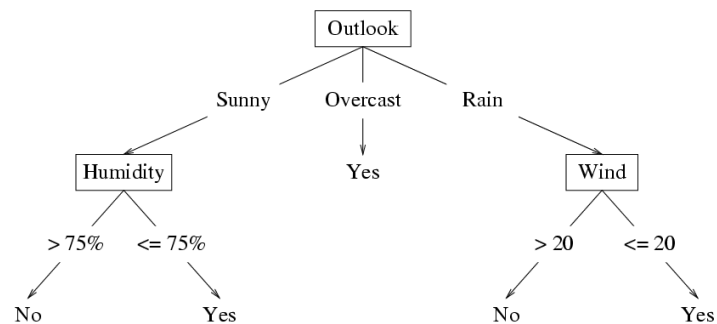 Outlook
Sunny Overcast Rain
Humidity Yes Wind
> 75% <= 75% > 20 <= 20
No Yes No Yes